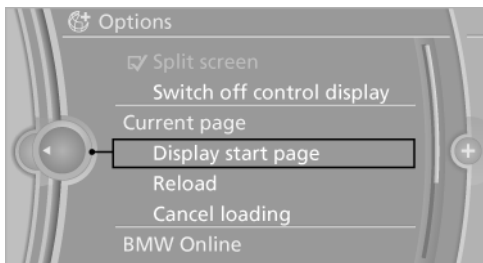 Options
Split screen
Switch off control display
Current page
Display start page
Reload
Cancel loading
BMW Online